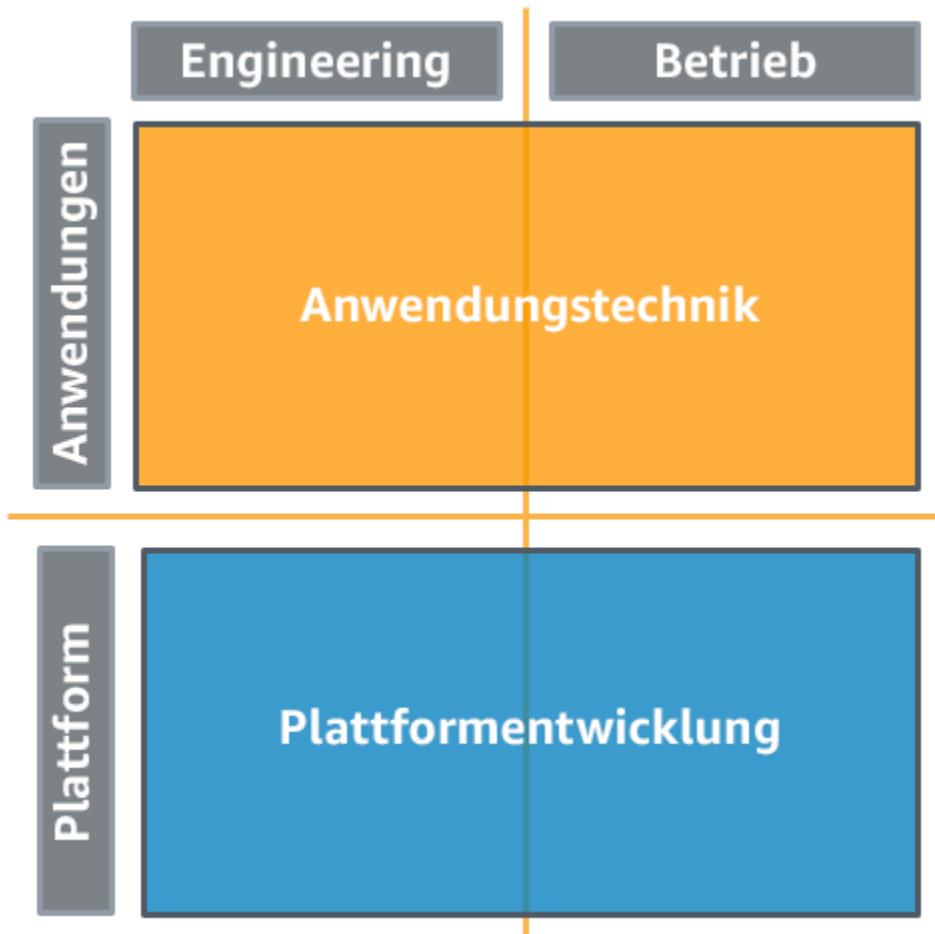 Engineering
Betrieb
Anwendungen
Anwendungstechnik
Plattform
Plattformentwicklung